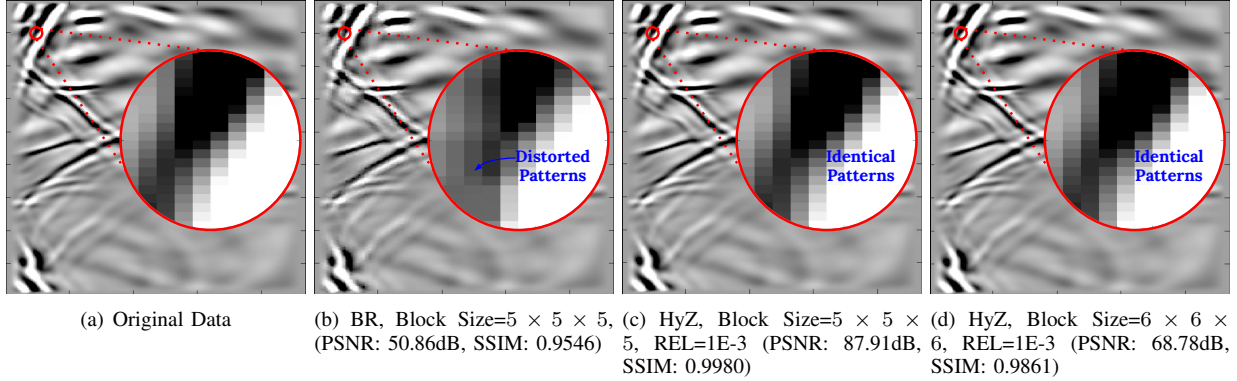 Distorted
Patterns
Identical
Patterns
Identical
Patterns
(a) Original Data
(b) BR, Block Size=5 × 5 × 5,
(PSNR: 50.86dB, SSIM: 0.9546)
(c) HyZ, Block Size=5 × 5 ×
5, REL=1E-3 (PSNR: 87.91dB,
SSIM: 0.9980)
(d) HyZ, Block Size=6 × 6 ×
6, REL=1E-3 (PSNR: 68.78dB,
SSIM: 0.9861)